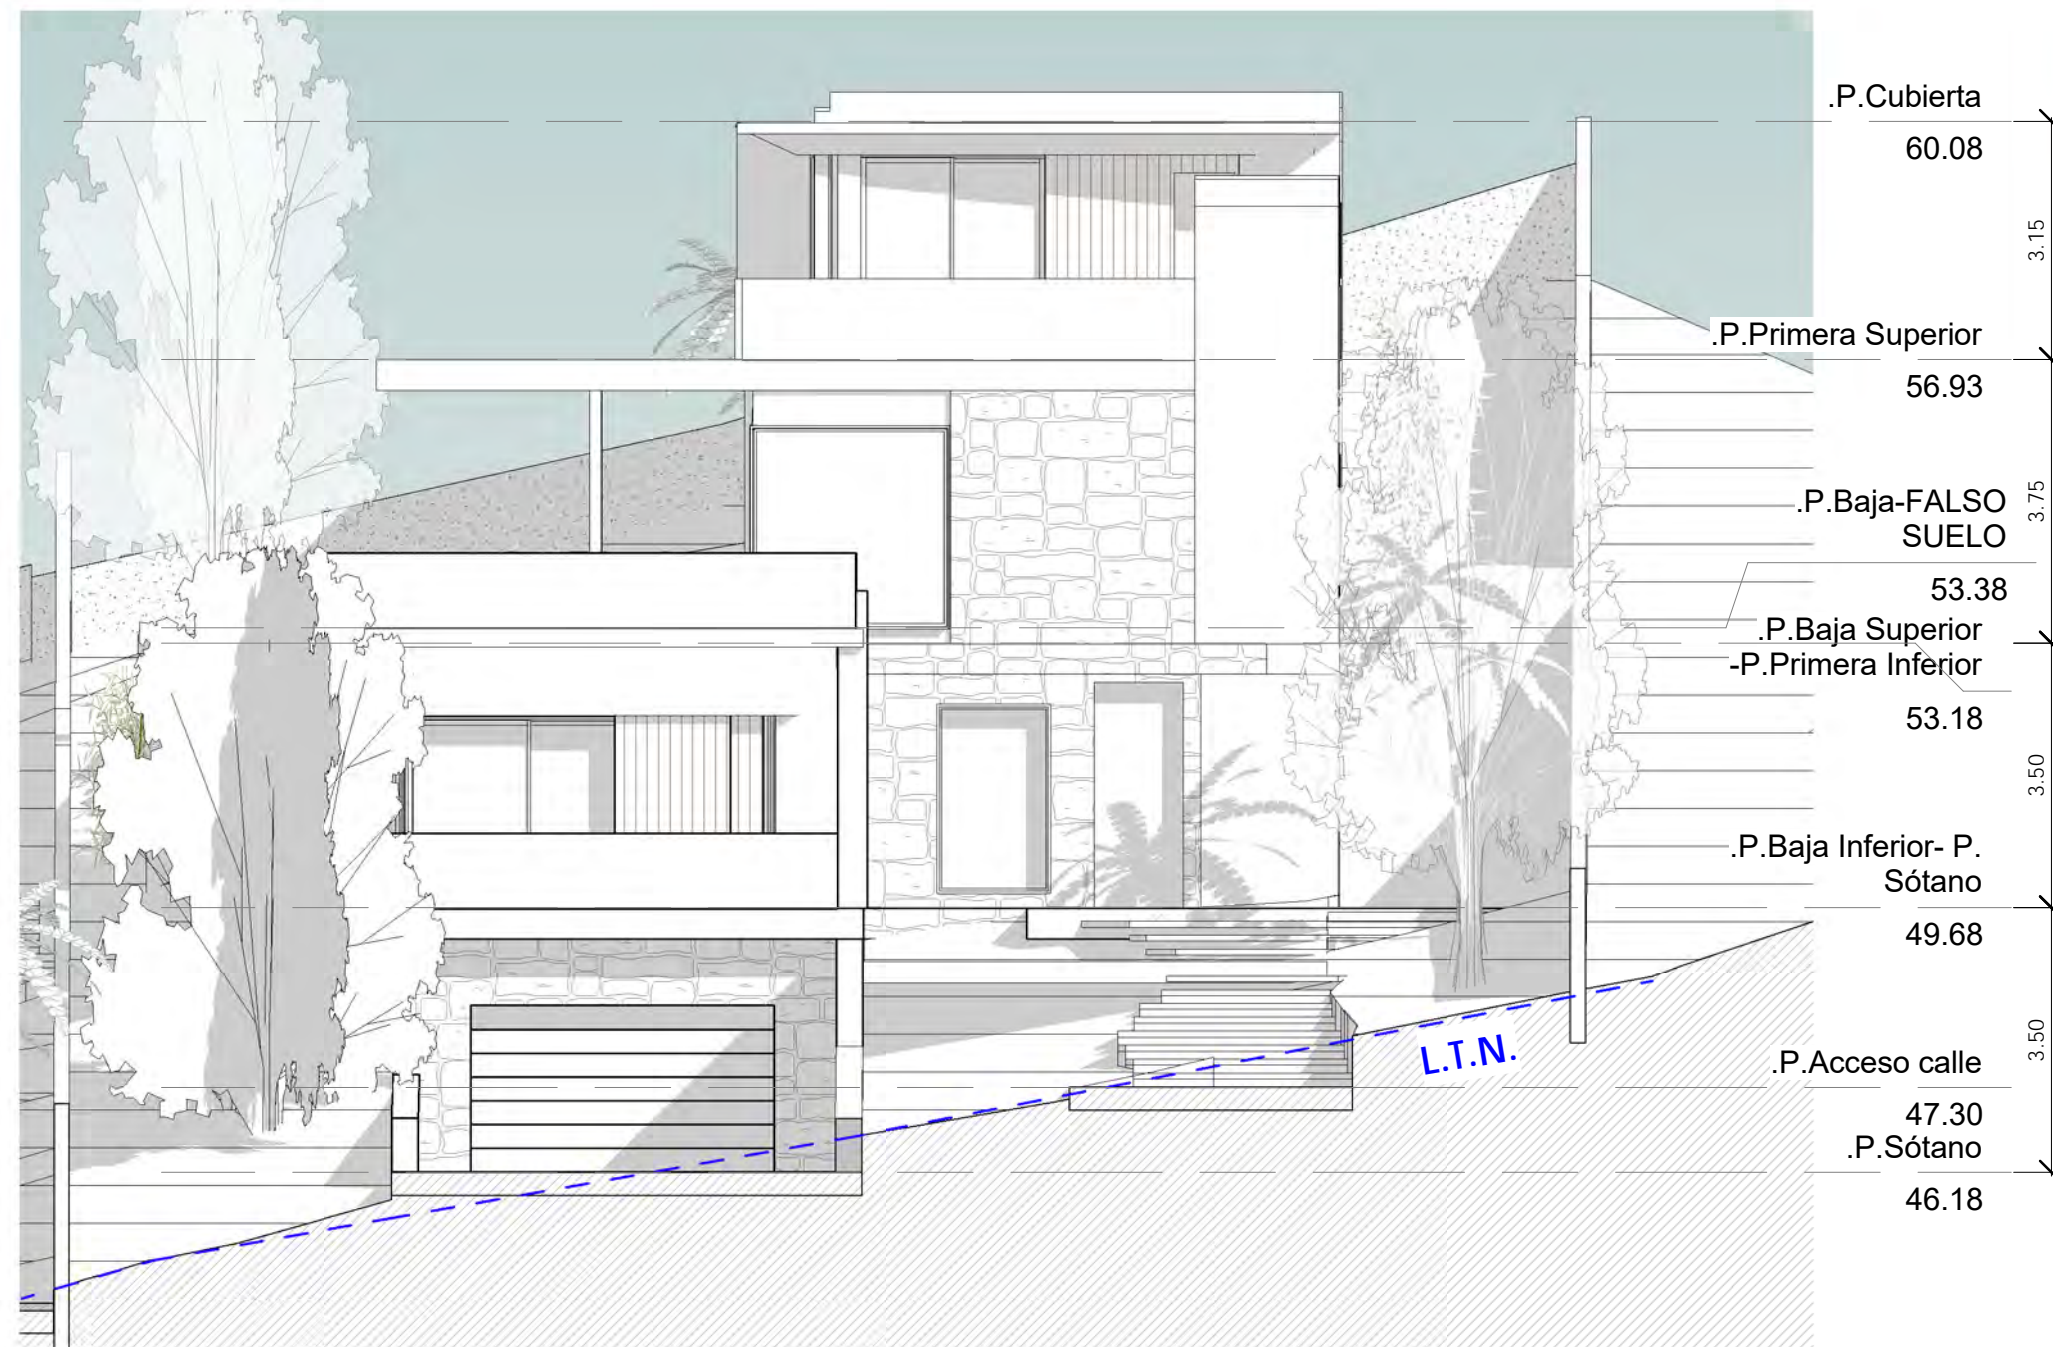 .P.Cubierta
60.08
3.15
.P.Primera Superior
56.93
3.75
.P.Baja-FALSO
SUELO
53.38
.P.Baja Superior
-P.Primera Inferior
53.18
3.50
.P.Baja Inferior- P.
Sótano
49.68
3.50
L.T.N.
.P.Acceso calle
47.30
.P.Sótano
46.18